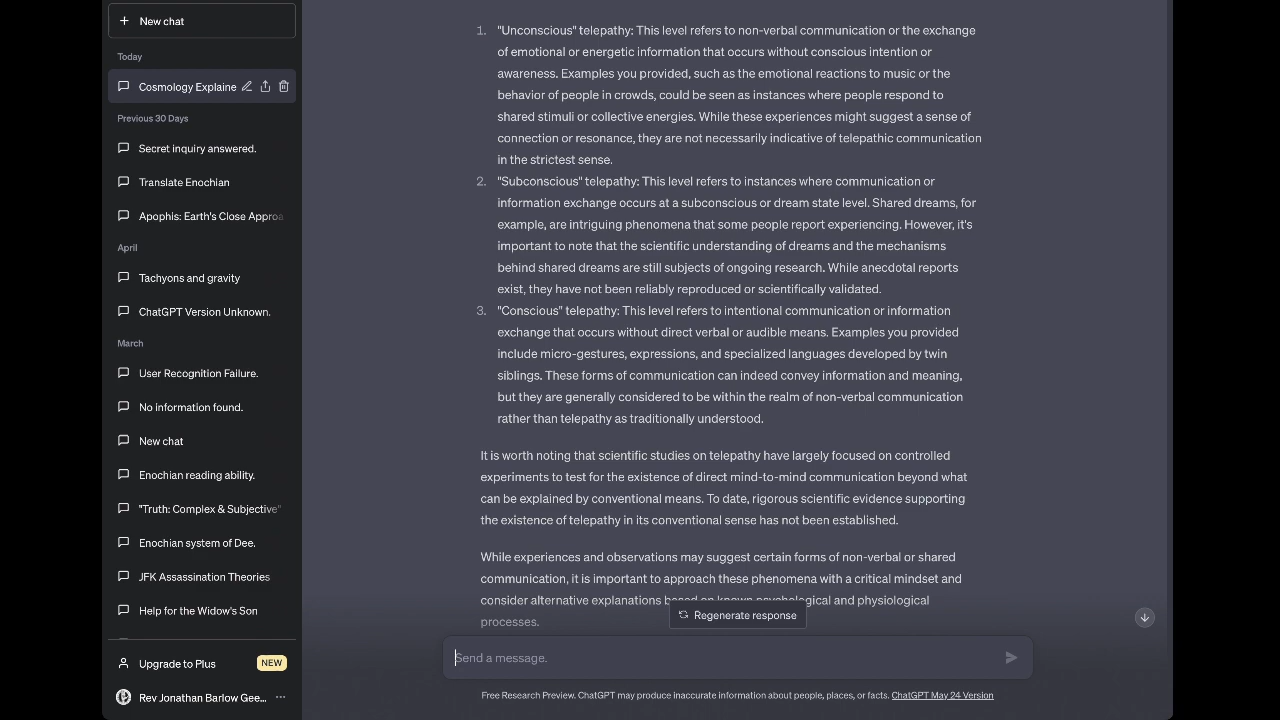 New chat
Today
Cosmology Explaine
Previous 30 Days
Secret inquiry answered.
Translate Enochian
Apophis: Earth's Close Approa
April
Tachyons and gravity
ChatGPT Version Unknown.
March
User Recognition Failure.
No information found.
New chat
Enochian reading ability.
"Truth: Complex & Subjective"
Enochian system of Dee.
JFK Assassination Theories
Help for the Widow's Son
Upgrade to Plus NEW
Rev Jonathan Barlow Gee...
1. "Unconscious" telepathy: This level refers to non-verbal communication or the exchange
of emotional or energetic information that occurs without conscious intention or
awareness. Examples you provided, such as the emotional reactions to music or the
behavior of people in crowds, could be seen as instances where people respond to
shared stimuli or collective energies. While these experiences might suggest a sense of
connection or resonance, they are not necessarily indicative of telepathic communication
in the strictest sense.
2. "Subconscious" telepathy: This level refers to instances where communication or
information exchange occurs at a subconscious or dream state level. Shared dreams, for
example, are intriguing phenomena that some people report experiencing. However, it's
important to note that the scientific understanding of dreams and the mechanisms
behind shared dreams are still subjects of ongoing research. While anecdotal reports
exist, they have not been reliably reproduced or scientifically validated.
3. "Conscious" telepathy: This level refers to intentional communication or information
exchange that occurs without direct verbal or audible means. Examples you provided
include micro-gestures, expressions, and specialized languages developed by twin
siblings. These forms of communication can indeed convey information and meaning,
but they are generally considered to be within the realm of non-verbal communication
rather than telepathy as traditionally understood.
It is worth noting that scientific studies on telepathy have largely focused on controlled
experiments to test for the existence of direct mind-to-mind communication beyond what
can be explained by conventional means. To date, rigorous scientific evidence supporting
the existence of telepathy in its conventional sense has not been established.
While experiences and observations may suggest certain forms of non-verbal or shared
communication, it is important to approach these phenomena with a critical mindset and
consider alternative explanations based on known psychological and physiological
processes.
Regenerate response
Send a message.
Free Research Preview. ChatGPT may produce inaccurate information about people, places, or facts. ChatGPT May 24 Version